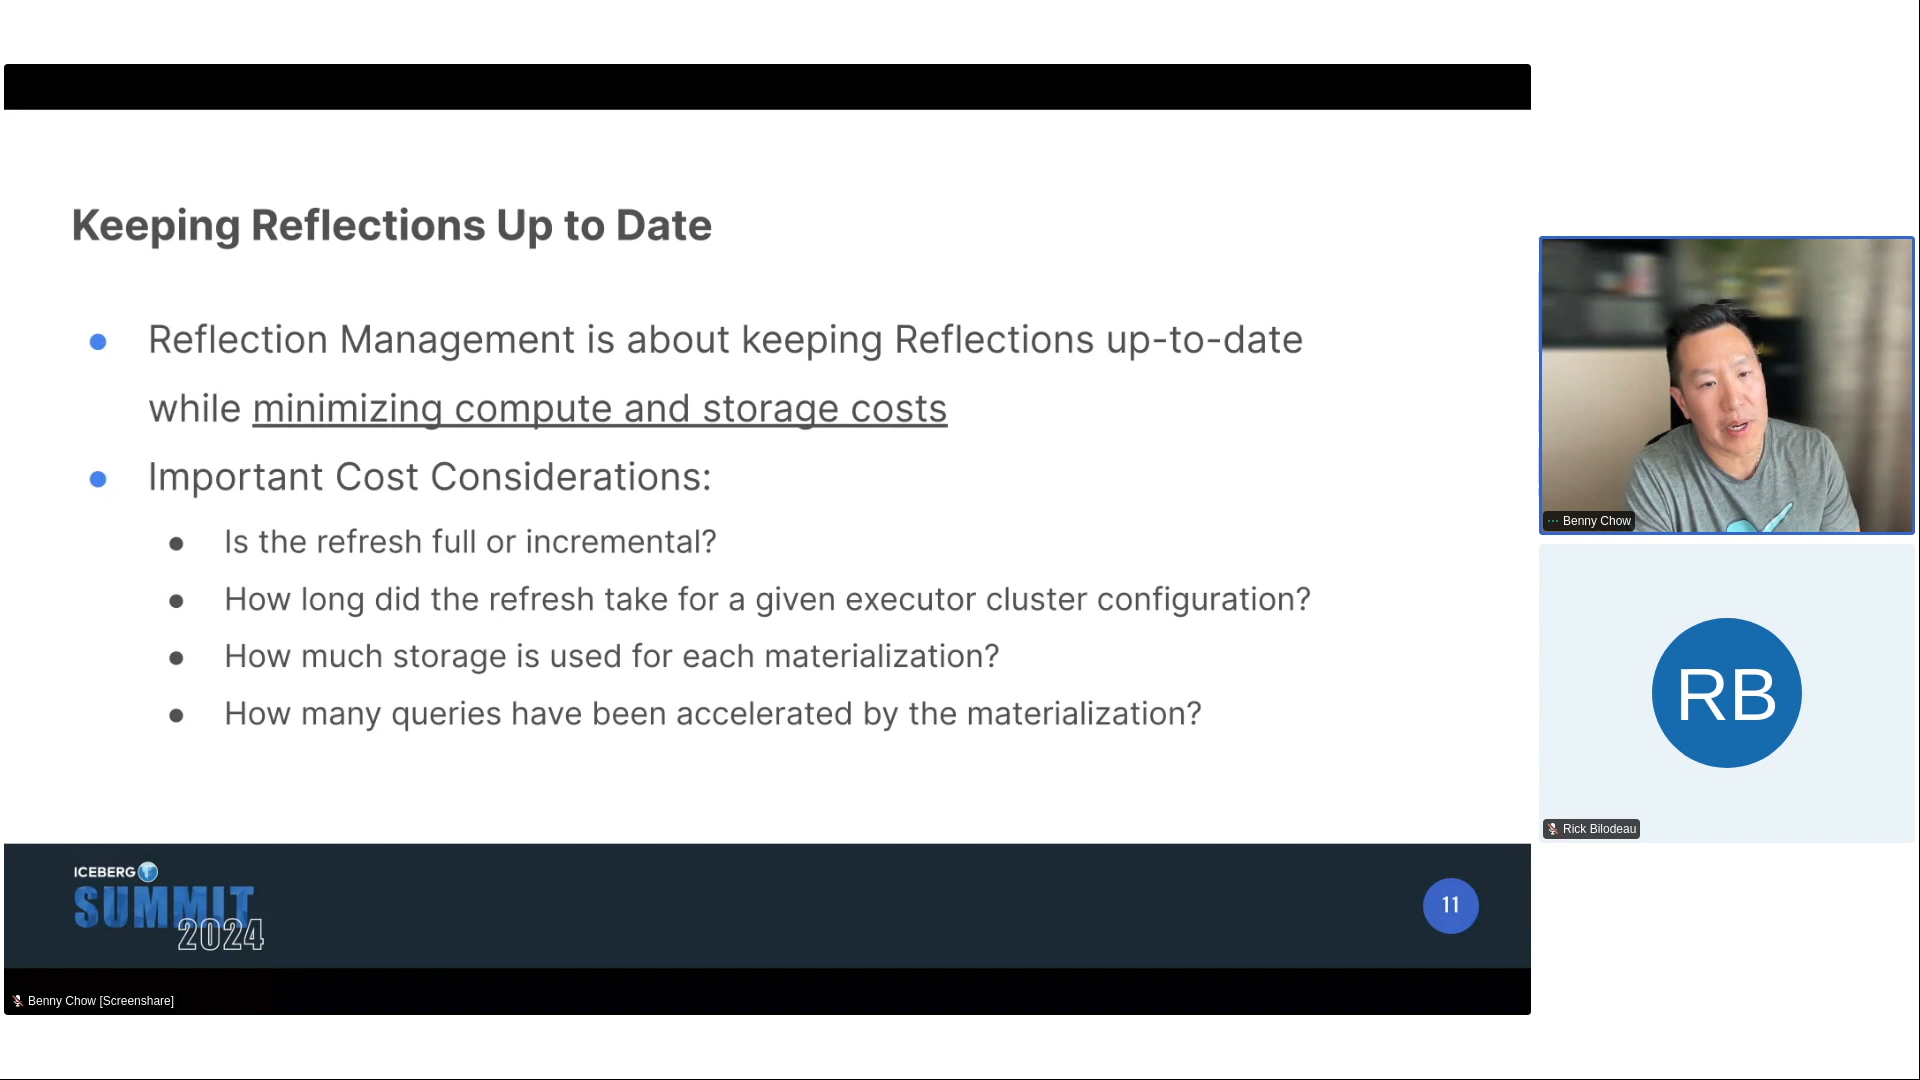 Keeping Reflections Up to Date
Reflection Management is about keeping Reflections up-to-date
while minimizing compute and storage costs
Important Cost Considerations:
Is the refresh full or incremental?
How long did the refresh take for a given executor cluster configuration?
How much storage is used for each materialization?
How many queries have been accelerated by the materialization?
ICEBERG
SUMMIT
2024
11
Benny Chow [Screenshare]
Benny Chow
RB
Rick Bilodeau